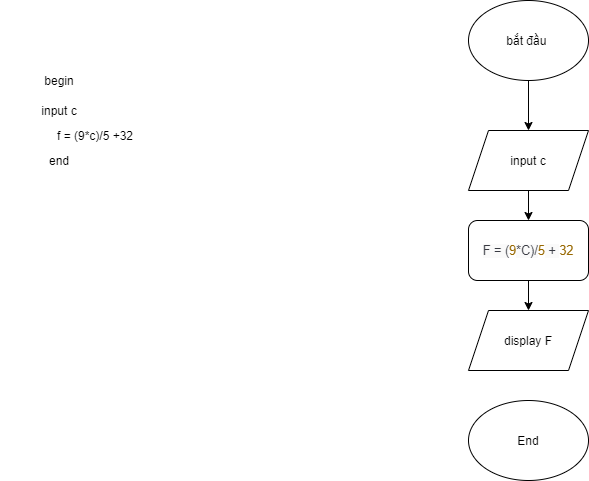 begin
input c
f = (9*c)/5 +32
end
bắt đầu
input c
F = (9*C)/5 + 32
display F
End